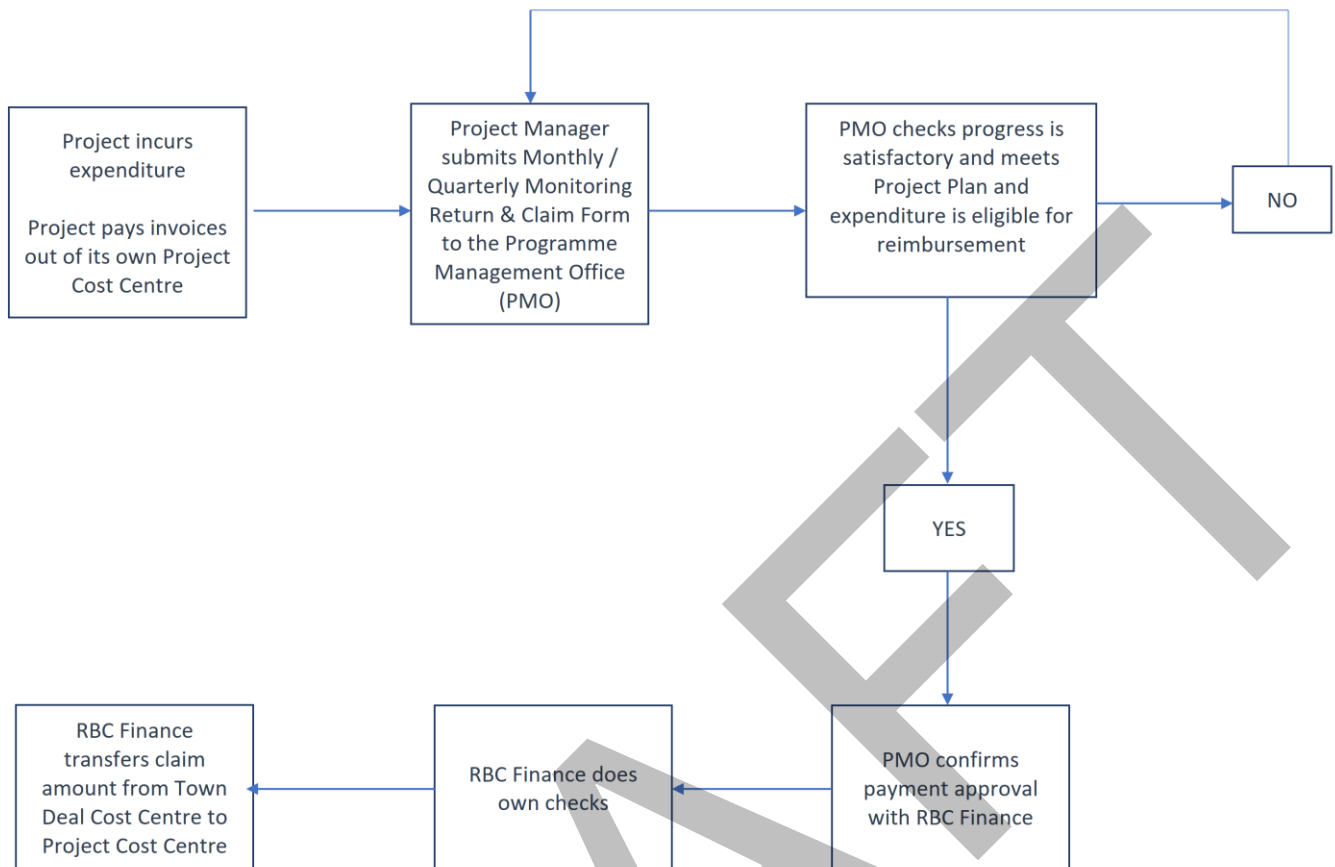 Project incurs
expenditure
Project pays invoices
out of its own Project
Cost Centre
Project Manager
submits Monthly /
Quarterly Monitoring
Return & Claim Form
to the Programme
Management Office
(PMO)
PMO checks progress is
satisfactory and meets
Project Plan and
expenditure is eligible for
reimbursement
NO
YES
PMO confirms
payment approval
with RBC Finance
RBC Finance does
own checks
RBC Finance
transfers claim
amount from Town
Deal Cost Centre to
Project Cost Centre